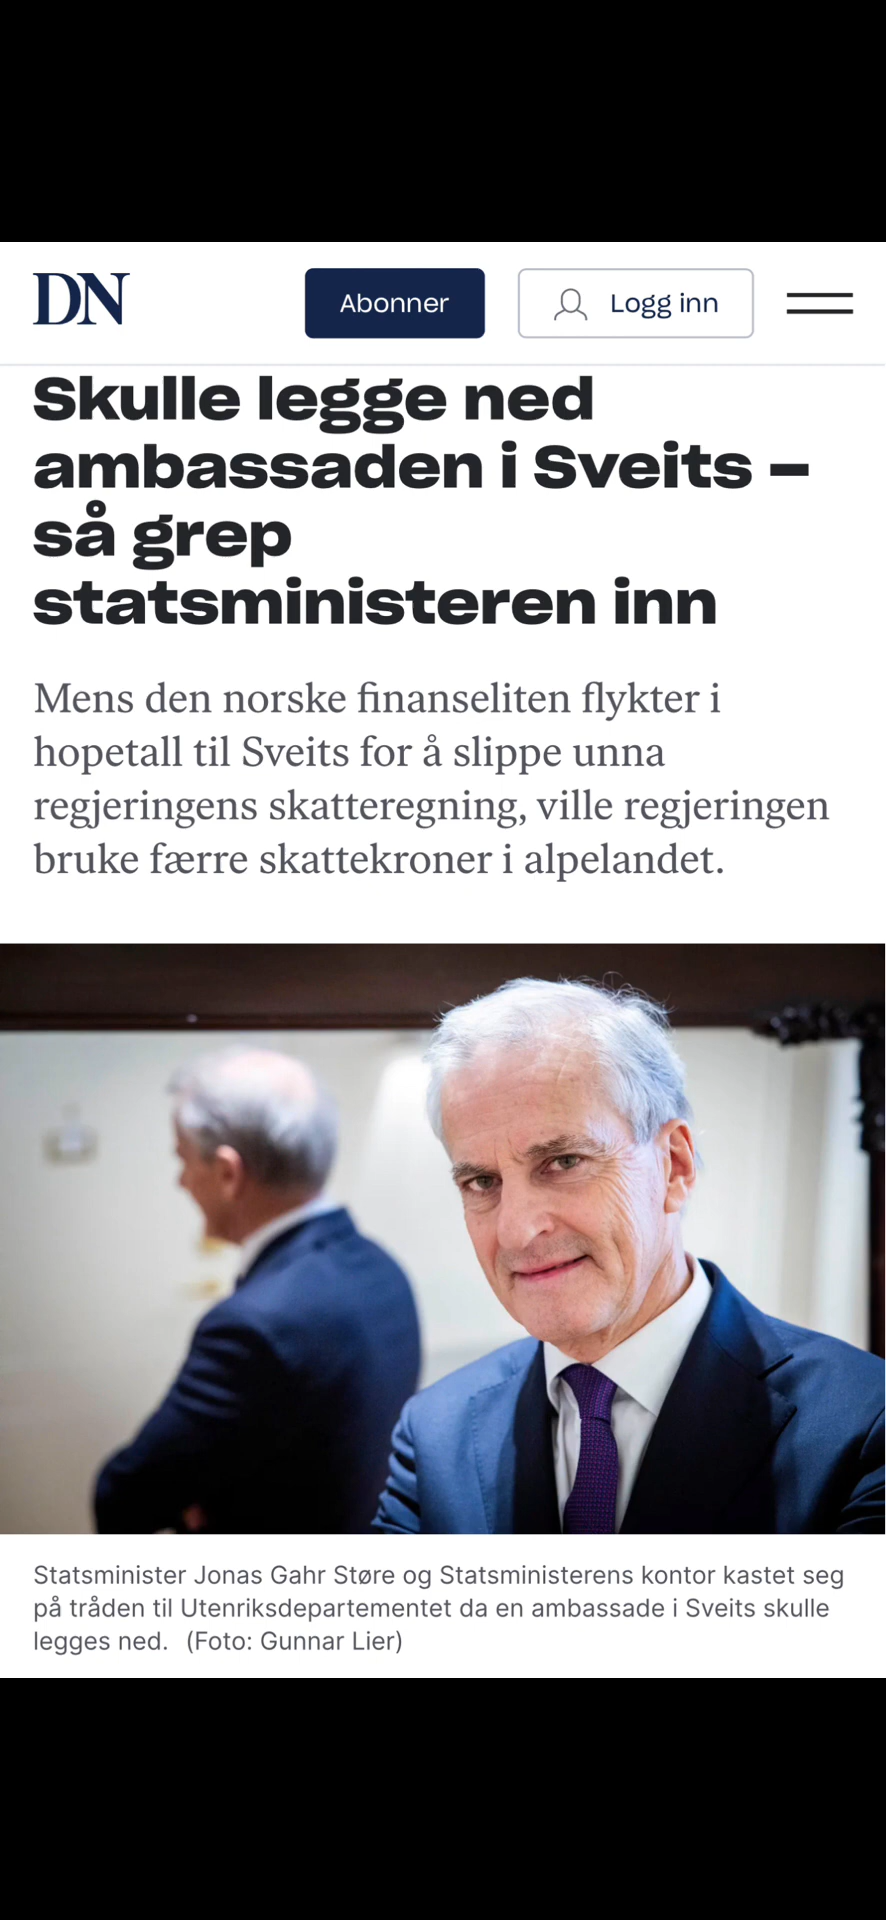 DN
Abonner
Logg inn
Skulle legge ned
ambassaden i Sveits –
så grep
statsministeren inn
Mens den norske finanseliten flykter i
hopetall til Sveits for å slippe unna
regjeringens skatteregning, ville regjeringen
bruke færre skattekroner i alpelandet.
Statsminister Jonas Gahr Støre og Statsministerens kontor kastet seg
på tråden til Utenriksdepartementet da en ambassade i Sveits skulle
legges ned. (Foto: Gunnar Lier)